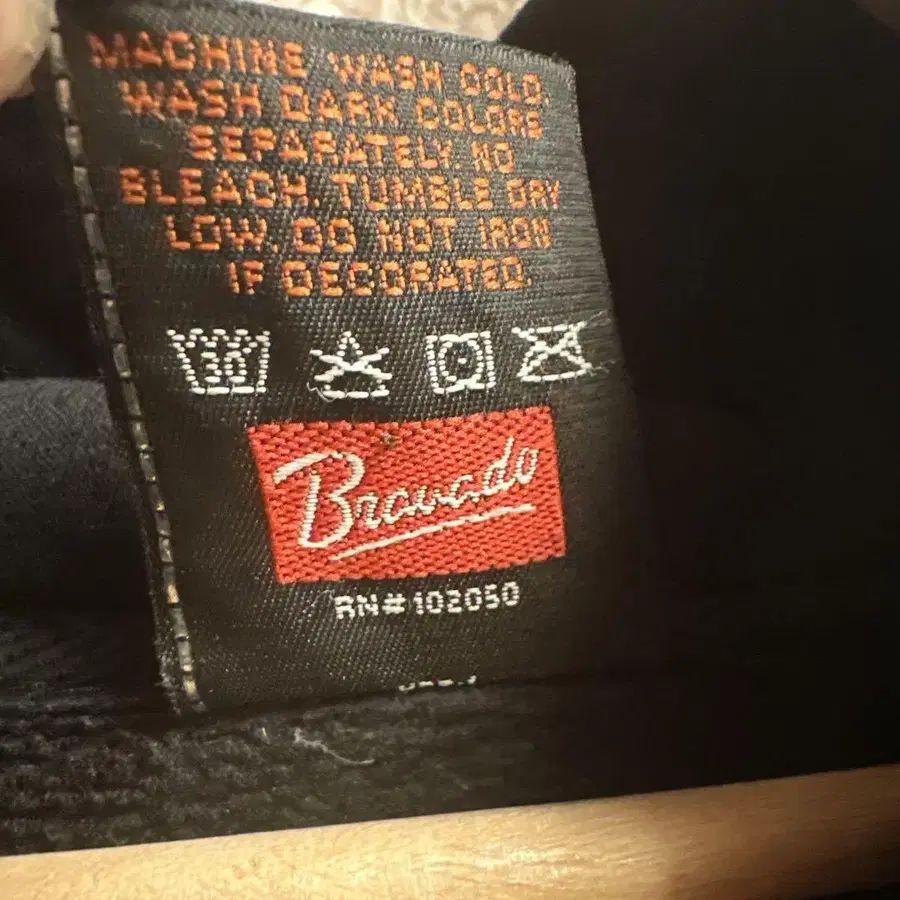 MACHINE WASH COLD.
WASH DARK COLORS
SEPARATELY NO
BLEACH. TUMBLE DRY
LOW. DO NOT IRON
IF DECORATED.
30
Bravado
RN#102050